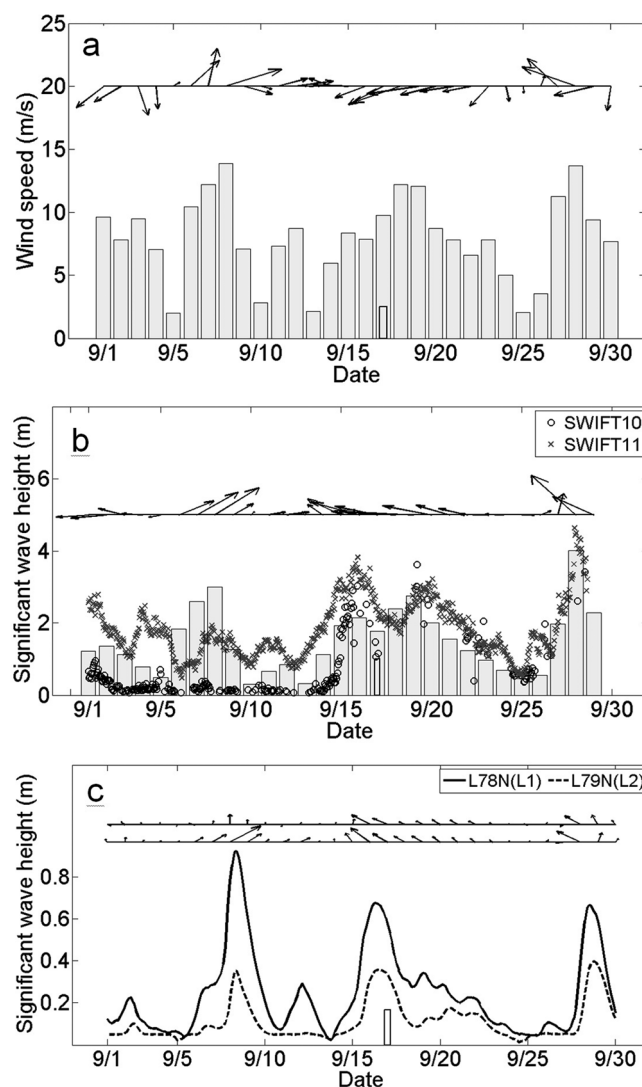 a
Wind speed (m/s)
25
20
15
10
5
0
9/1 9/5 9/10 9/15 9/20 9/25 9/30
Date
b
SWIFT10
SWIFT11
Significant wave height (m)
6
4
2
0
9/1 9/5 9/10 9/15 9/20 9/25 9/30
Date
c
L78N(L1) L79N(L2)
Significant wave height (m)
0.8
0.6
0.4
0.2
9/1 9/5 9/10 9/15 9/20 9/25 9/30
Date